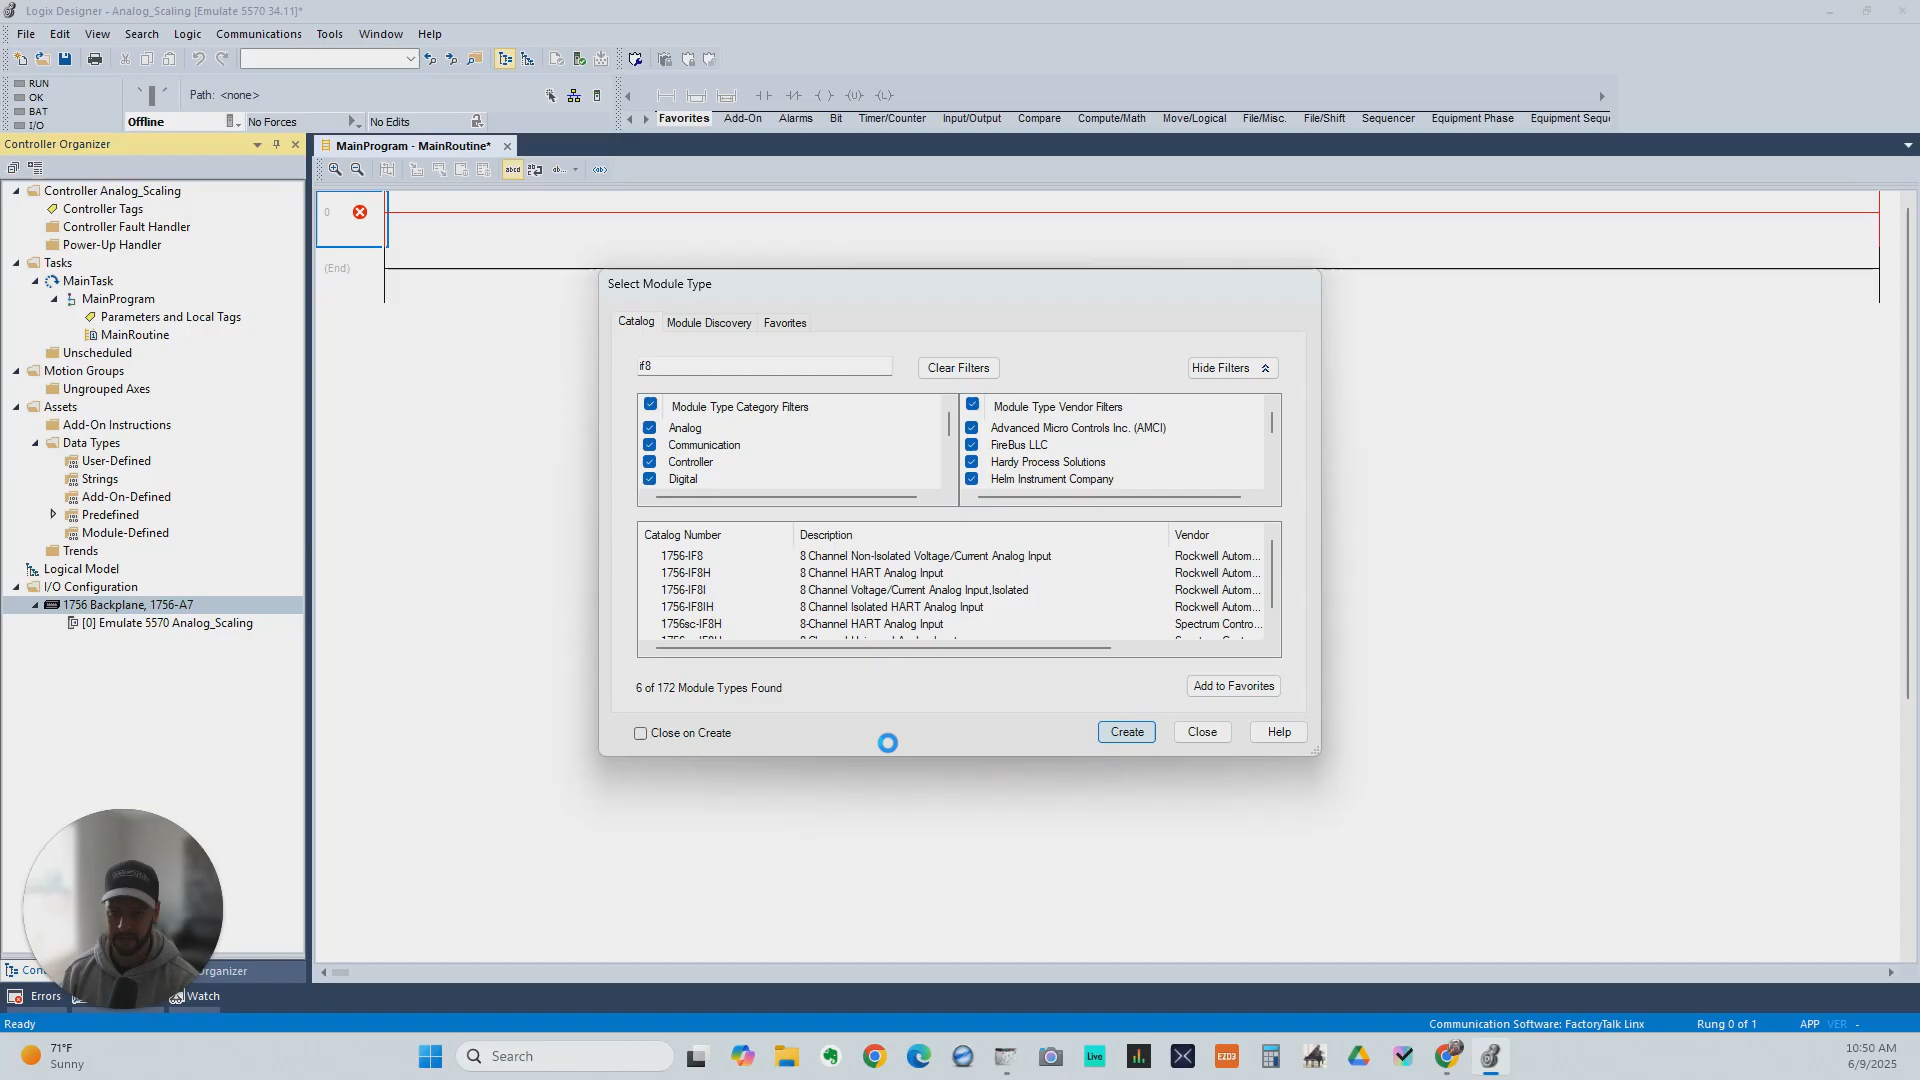 Logix Designer - Analog_Scaling [Emulate 5570 34.11]*
File Edit View Search Logic Communications Tools Window Help
RUN
OK
BAT
I/O
Path: <none>
Offline
No Forces
No Edits
Favorites Add-On Alarms Bit Timer/Counter Input/Output Compare Compute/Math Move/Logical File/Misc. File/Shift Sequencer Equipment Phase Equipment Sequ
Controller Organizer
MainProgram - MainRoutine*
Controller Analog_Scaling
Controller Tags
Controller Fault Handler
Power-Up Handler
Tasks
MainTask
MainProgram
Parameters and Local Tags
MainRoutine
Unscheduled
Motion Groups
Ungrouped Axes
Assets
Add-On Instructions
Data Types
User-Defined
Strings
Add-On-Defined
Predefined
Module-Defined
Trends
Logical Model
I/O Configuration
1756 Backplane, 1756-A7
[0] Emulate 5570 Analog_Scaling
0
(End)
Select Module Type
Catalog Module Discovery Favorites
if8
Clear Filters
Hide Filters
Module Type Category Filters
Analog
Communication
Controller
Digital
Module Type Vendor Filters
Advanced Micro Controls Inc. (AMCI)
FireBus LLC
Hardy Process Solutions
Helm Instrument Company
Catalog Number Description Vendor
1756-IF8 8 Channel Non-Isolated Voltage/Current Analog Input Rockwell Autom...
1756-IF8H 8 Channel HART Analog Input Rockwell Autom...
1756-IF8I 8 Channel Voltage/Current Analog Input,Isolated Rockwell Autom...
1756-IF8IH 8 Channel Isolated HART Analog Input Rockwell Autom...
1756sc-IF8H 8-Channel HART Analog Input Spectrum Contro...
6 of 172 Module Types Found
Add to Favorites
Close on Create
Create
Close
Help
Errors
Watch
Ready
Communication Software: FactoryTalk Linx
Rung 0 of 1
APP VER -
71°F
Sunny
Search
Live
EZD3
10:50 AM
6/9/2025